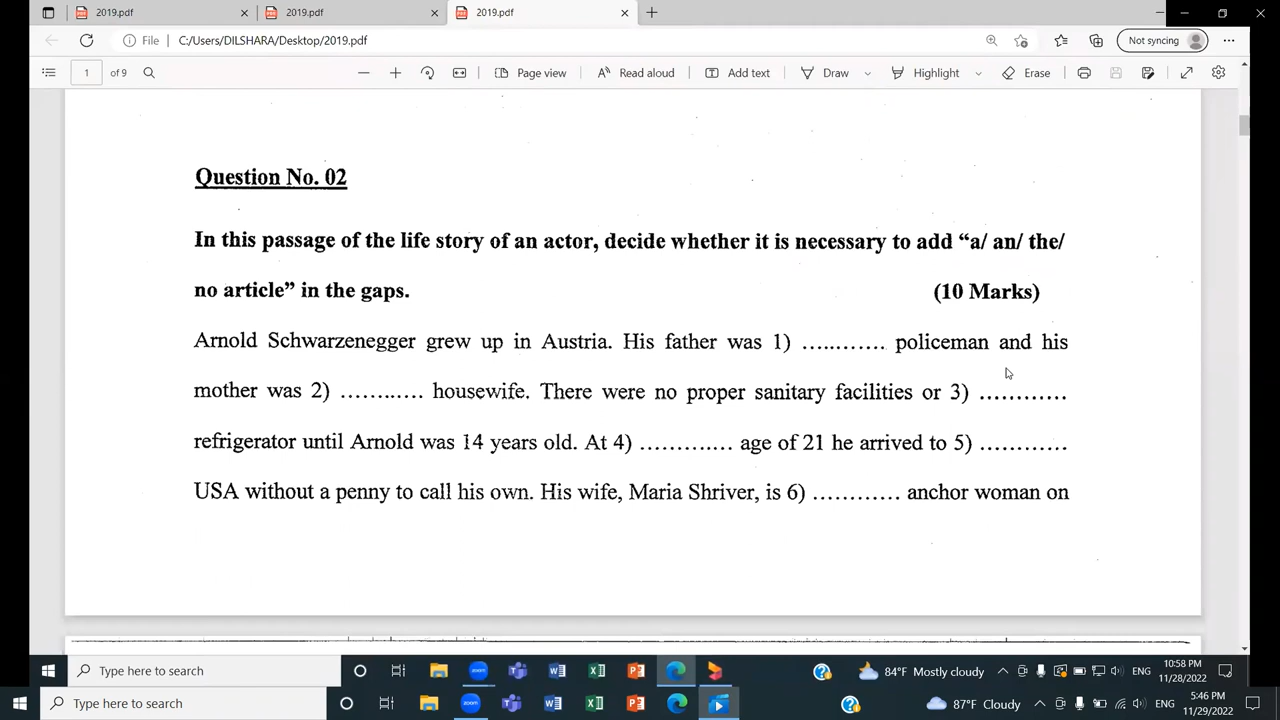 2019.pdf
2019.pdf
2019.pdf
File C:/Users/DILSHARA/Desktop/2019.pdf Not syncing
1 of 9 Page view Read aloud Add text Draw Highlight Erase
Question No. 02
In this passage of the life story of an actor, decide whether it is necessary to add “a/ an/ the/
no article” in the gaps. (10 Marks)
Arnold Schwarzenegger grew up in Austria. His father was 1) ………… policeman and his
mother was 2) ………… housewife. There were no proper sanitary facilities or 3) …………
refrigerator until Arnold was 14 years old. At 4) ………… age of 21 he arrived to 5) …………
USA without a penny to call his own. His wife, Maria Shriver, is 6) ………… anchor woman on
Type here to search zoom 84°F Mostly cloudy ENG 10:58 PM
11/28/2022
Type here to search zoom 87°F Cloudy ENG 5:46 PM
11/29/2022